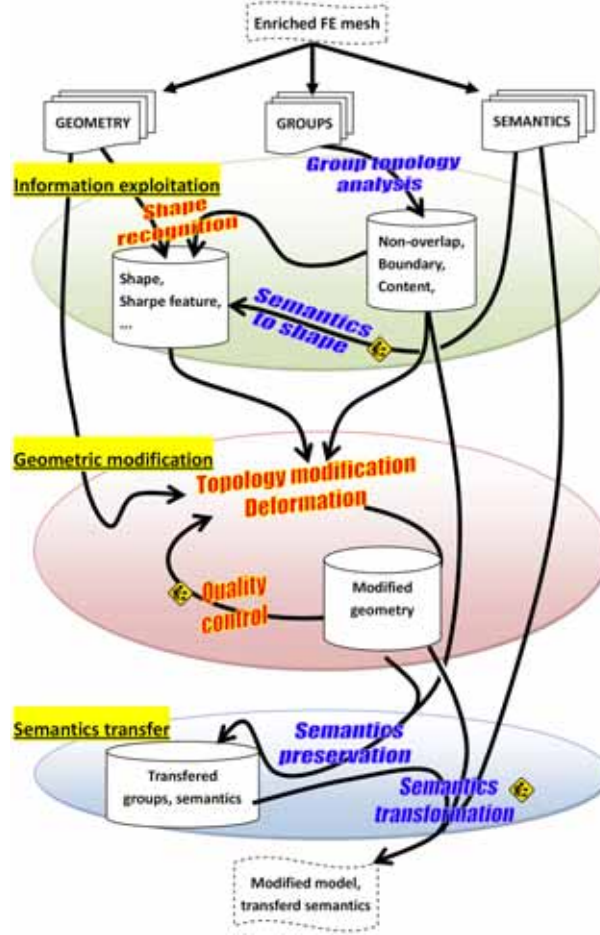 Enriched FE mesh
GEOMETRY
GROUPS
SEMANTICS
Information exploitation
Group topology
analysis
Shape
recognition
Non-overlap,
Boundary,
Content,
Shape,
Sharpe feature,
...
Semantics
to shape
Geometric modification
Topology modification
Deformation
Quality
control
Modified
geometry
Semantics transfer
Semantics
preservation
Transfered
groups, semantics
Semantics
transformation
Modified model,
transferd semantics